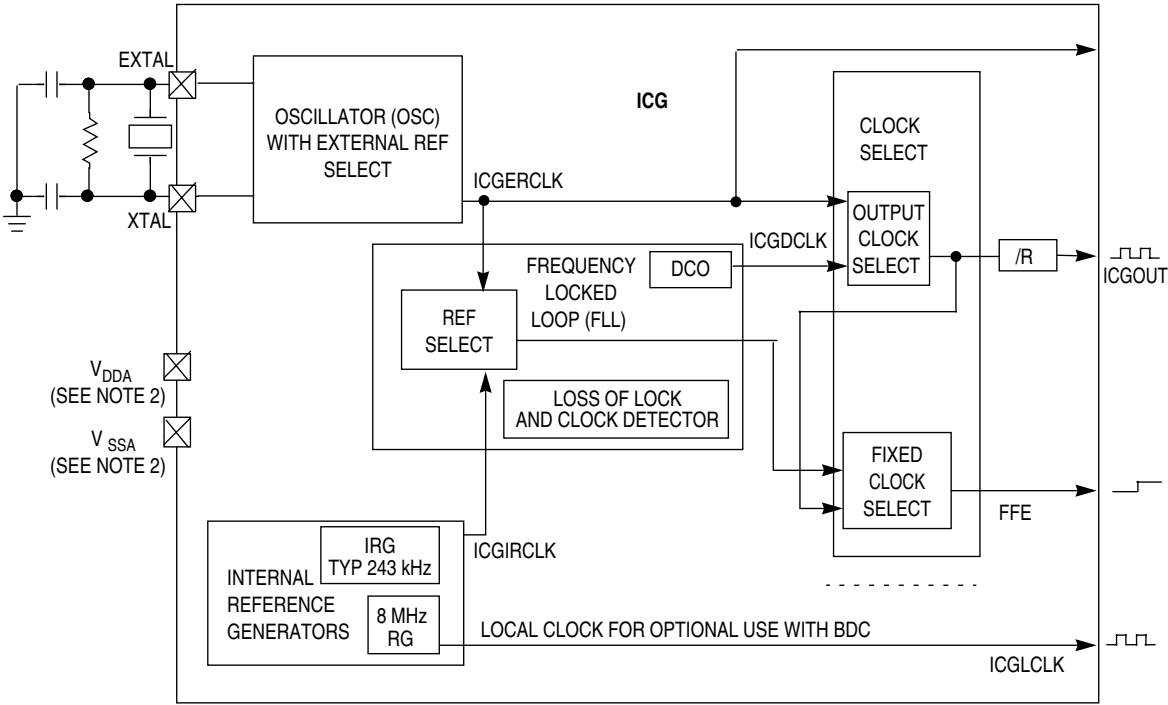 EXTAL
XTAL
OSCILLATOR (OSC)
WITH EXTERNAL REF
SELECT
ICG
ICGERCLK
CLOCK
SELECT
OUTPUT
CLOCK
SELECT
ICGDCLK
/R
ICGOUT
FREQUENCY
LOCKED
LOOP (FLL)
DCO
REF
SELECT
LOSS OF LOCK
AND CLOCK DETECTOR
VDDA
(SEE NOTE 2)
V SSA
(SEE NOTE 2)
FIXED
CLOCK
SELECT
FFE
IRG
TYP 243 kHz
ICGIRCLK
INTERNAL
REFERENCE
GENERATORS
8 MHz
RG
LOCAL CLOCK FOR OPTIONAL USE WITH BDC
ICGLCLK